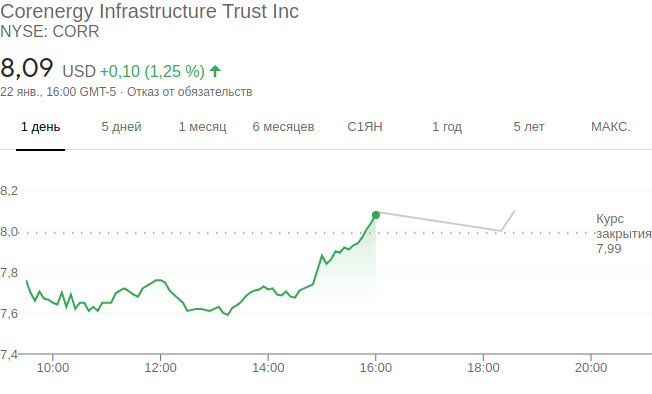 Corenergy Infrastructure Trust Inc
NYSE: CORR
8,09 USD +0,10 (1,25 %)
22 янв., 16:00 GMT-5 · Отказ от обязательств
1 день 5 дней 1 месяц 6 месяцев С1ЯН 1 год 5 лет МАКС.
8,2
Курс
8,0 закрытия
7,99
7,8
7,6
7,4
10:00 12:00 14:00 16:00 18:00 20:00